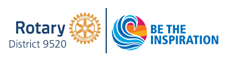 Rotary
District 9520
BE THE
INSPIRATION